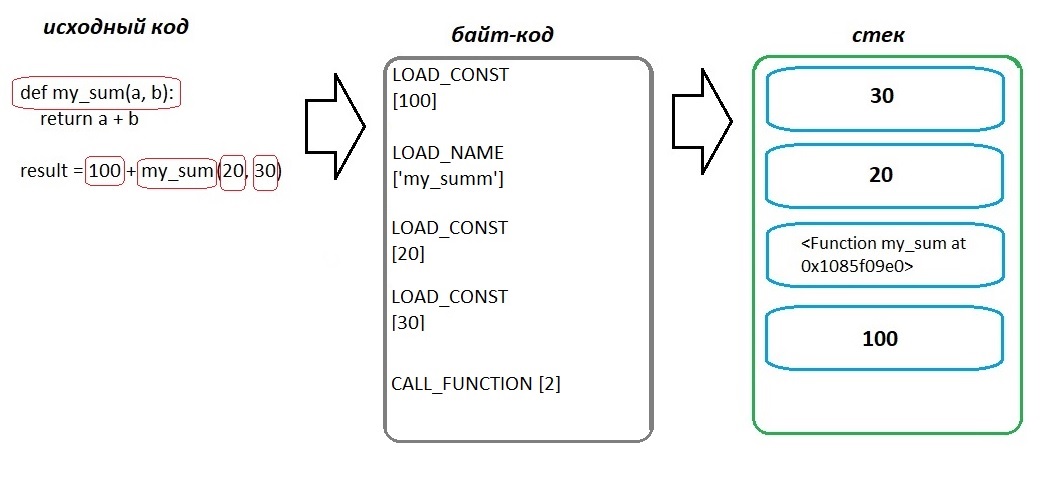 исходный код
def my_sum(a, b):
return a + b
result = 100 + my_sum(20, 30)
байт-код
LOAD_CONST
[100]
LOAD_NAME
['my_summ']
LOAD_CONST
[20]
LOAD_CONST
[30]
CALL_FUNCTION [2]
стек
30
20
<Function my_sum at
0x1085f09e0>
100